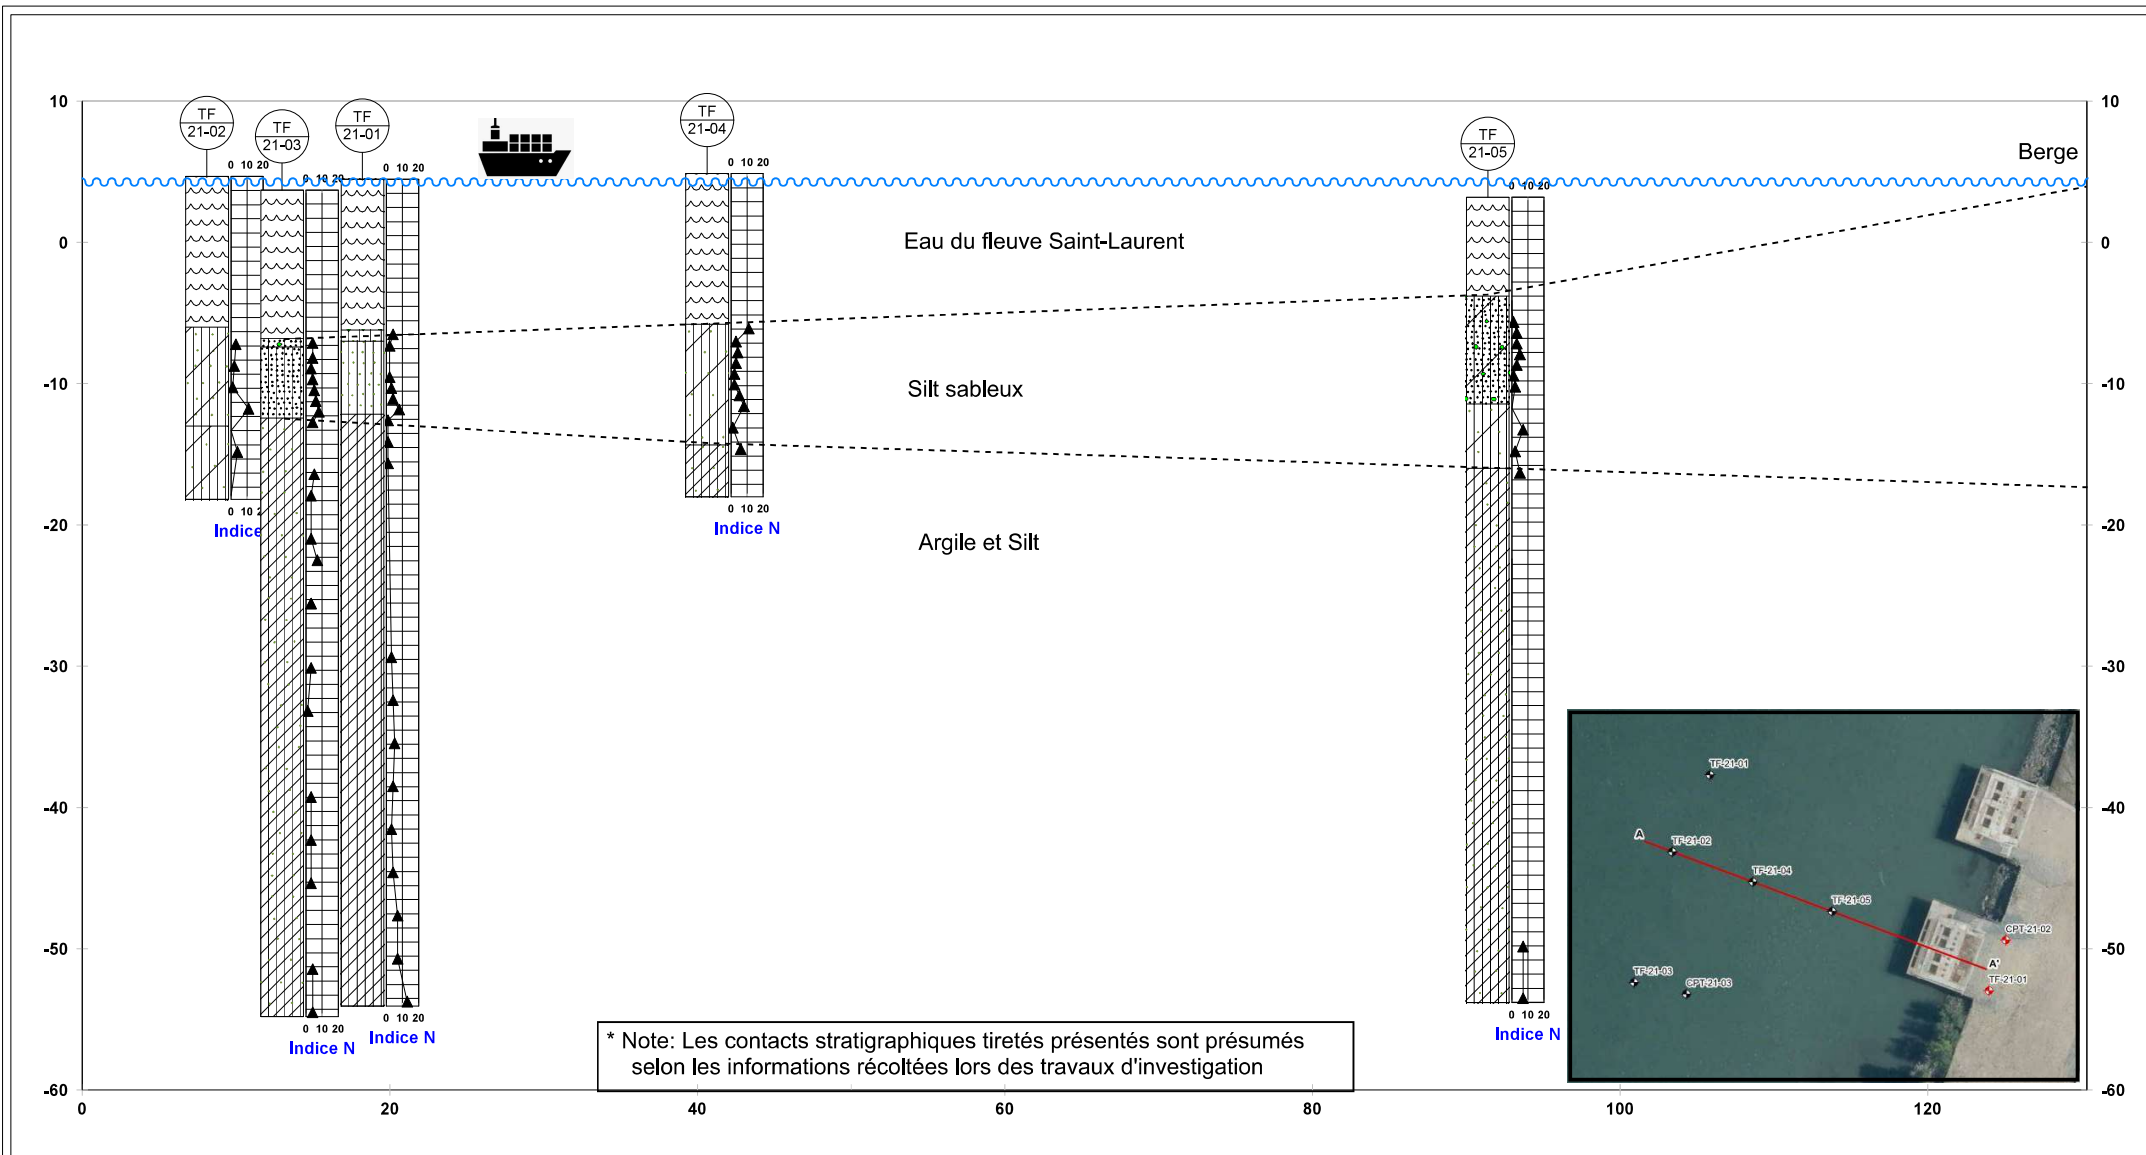 10
10
TF
21-02
TF
21-03
TF
21-01
TF
21-04
TF
21-05
Berge
0 10 20
0 10 20
0 10 20
0 10 20
0 10 20
0
Eau du fleuve Saint-Laurent
0
-10
Silt sableux
-10
0 10 2
Indice
0 10 20
Indice N
-20
Argile et Silt
-20
-30
-30
-40
-40
-50
-50
0 10 20
Indice N
0 10 20
Indice N
0 10 20
Indice N
* Note: Les contacts stratigraphiques tiretés présentés sont présumés
selon les informations récoltées lors des travaux d'investigation
TF-21-01
A
TF-21-02
TF-21-04
TF-21-05
CPT-21-02
A'
TF-21-01
TF-21-03
CPT-21-03
-60
-60
0
20
40
60
80
100
120